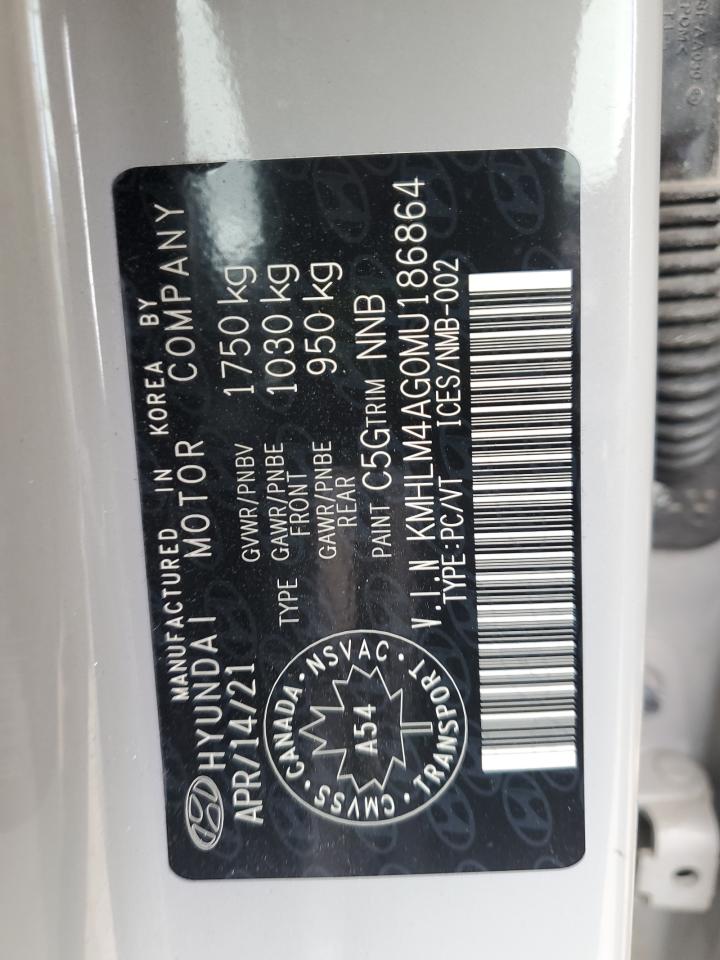 MANUFACTURED IN KOREA BY
HYUNDAI MOTOR COMPANY
APR/14/21
GVWR/PNBV 1750 kg
TYPE GAWR/PNBE 1030 kg
FRONT
GAWR/PNBE 950 kg
REAR
PAINT C5G TRIM NNB
V.I.N KMHLM4AG0MU186864
TYPE:PC/VT ICES/NMB-002
CANADA • NSVAC • TRANSPORT • CMVSS •
A54